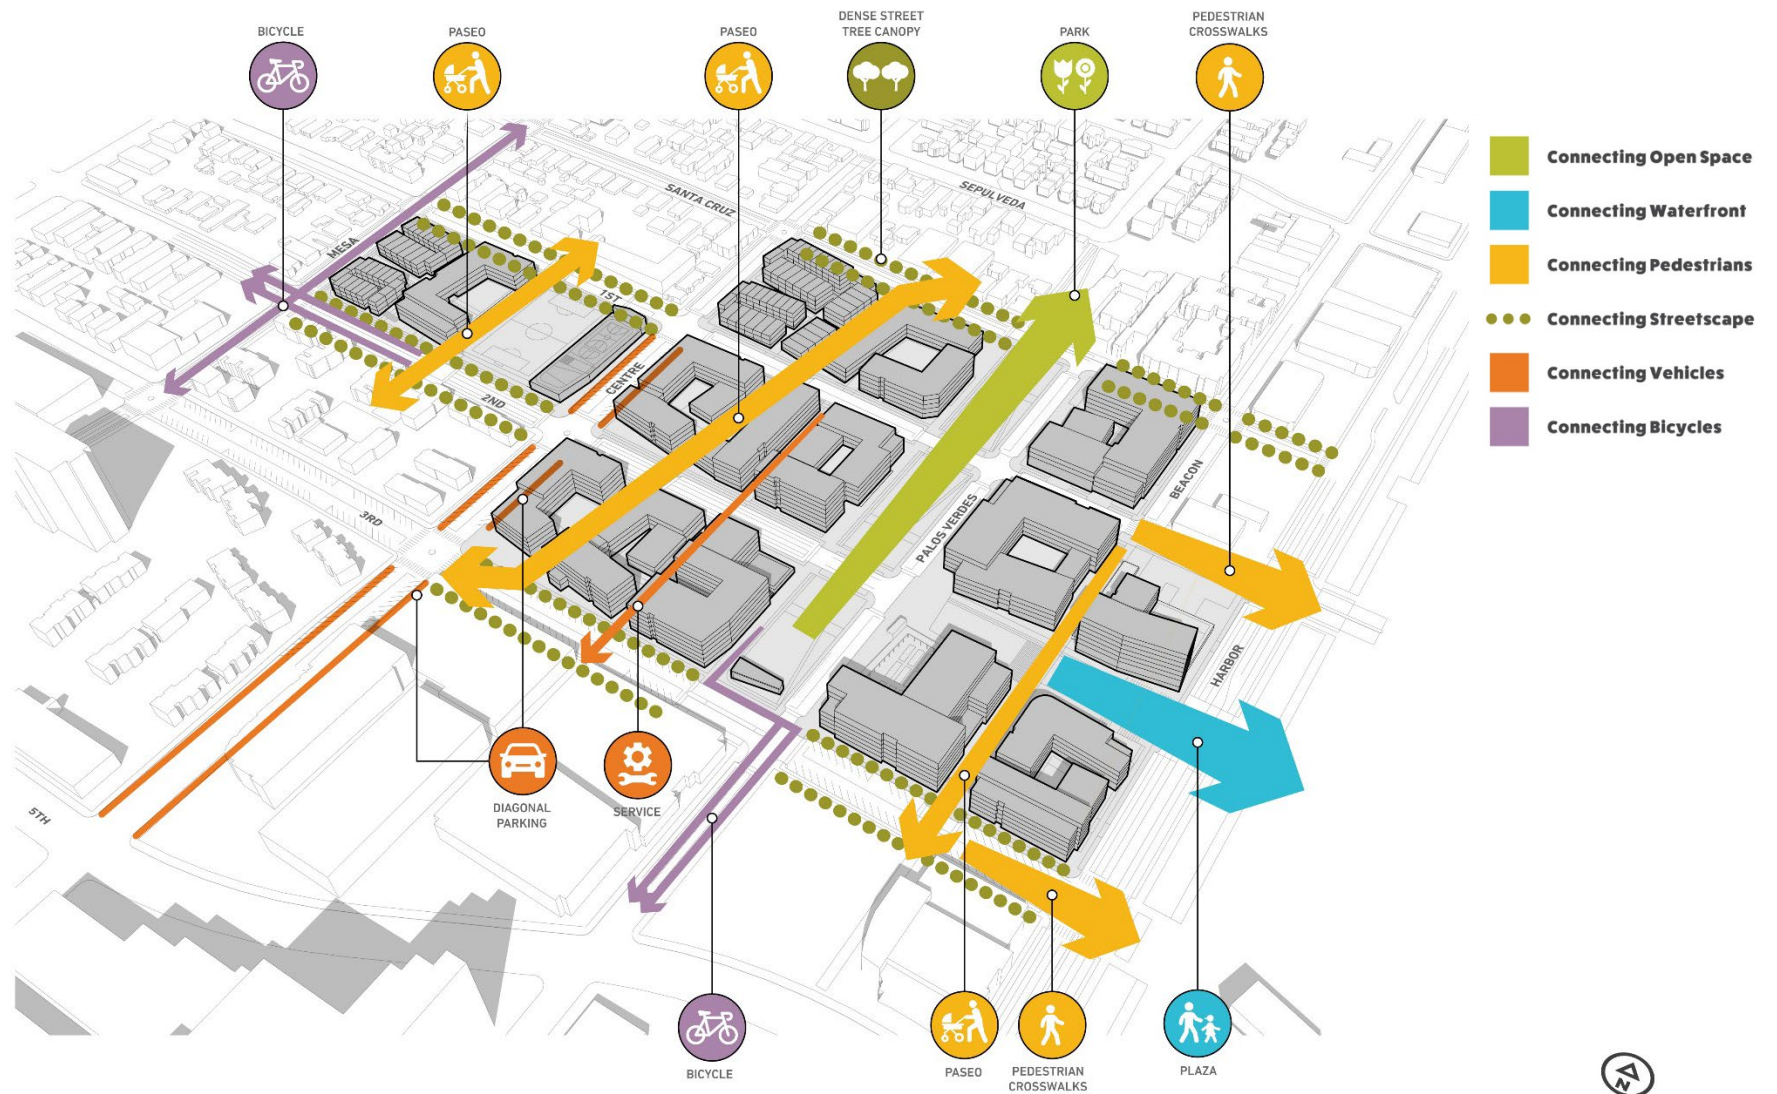 BICYCLE
PASEO
PASEO
DENSE STREET
TREE CANOPY
PARK
PEDESTRIAN
CROSSWALKS
Connecting Open Space
Connecting Waterfront
Connecting Pedestrians
Connecting Streetscape
Connecting Vehicles
Connecting Bicycles
SANTA CRUZ
SEPULVEDA
MESA
1ST
CENTRE
2ND
3RD
PALOS VERDES
BEACON
HARBOR
5TH
DIAGONAL
PARKING
SERVICE
BICYCLE
PASEO
PEDESTRIAN
CROSSWALKS
PLAZA
N